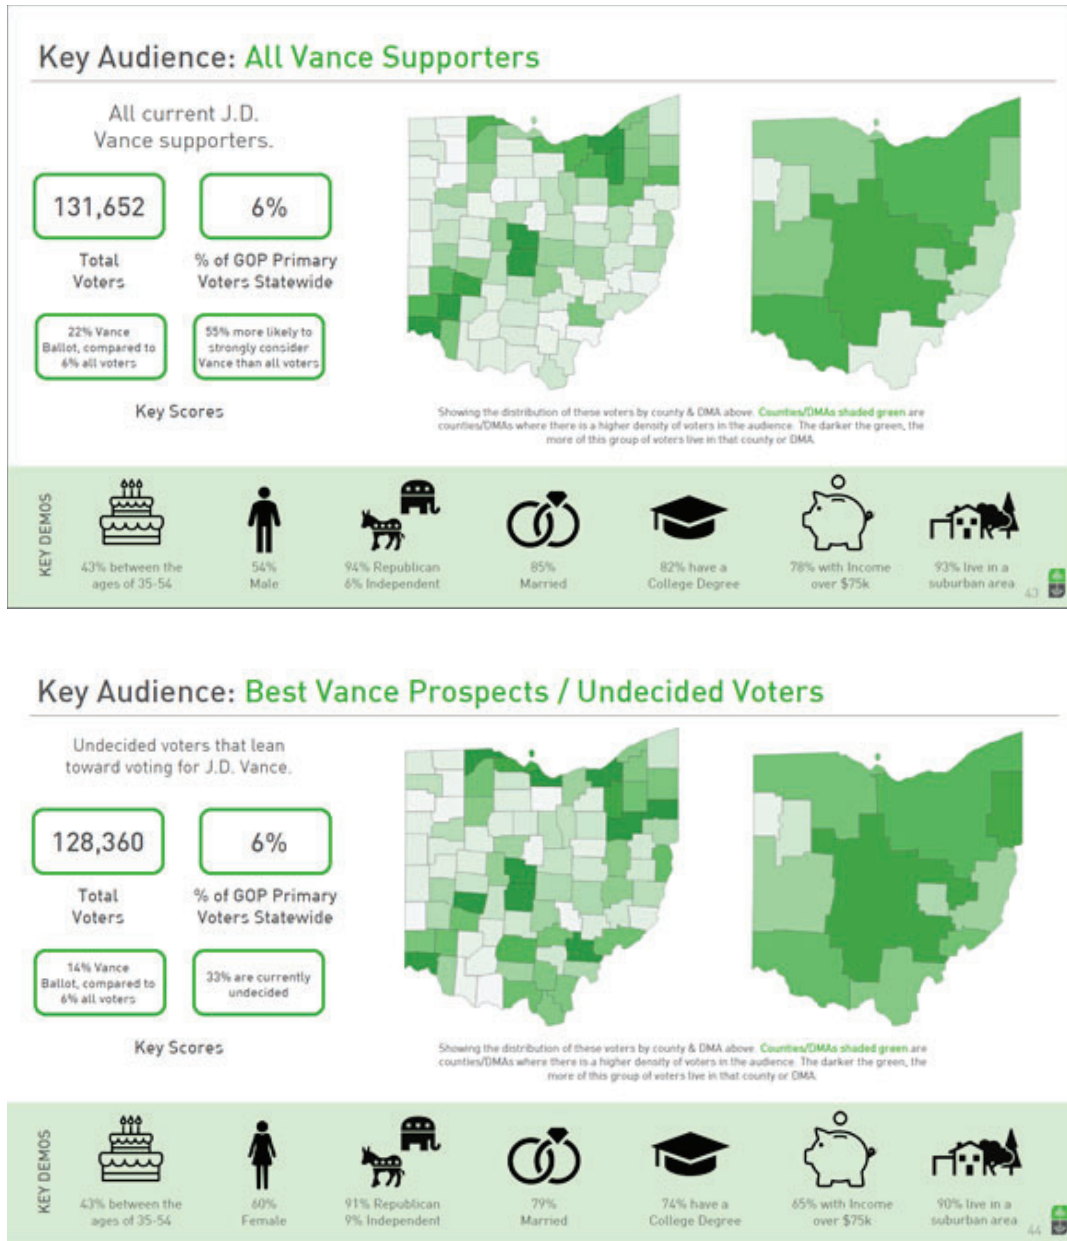 Key Audience: All Vance Supporters
All current J.D.
Vance supporters.
131,652
6%
Total
Voters
% of GOP Primary
Voters Statewide
22% Vance
Ballot, compared to
6% all voters
55% more likely to
strongly consider
Vance than all voters
Key Scores
Showing the distribution of these voters by county & DMA above. Counties/DMAs shaded green are
counties/DMAs where there is a higher density of voters in the audience. The darker the green, the
more of this group of voters live in that county or DMA.
KEY DEMOS
43% between the
ages of 35-54
54%
Male
94% Republican
6% Independent
85%
Married
82% have a
College Degree
78% with Income
over $75k
93% live in a
suburban area
43
Key Audience: Best Vance Prospects / Undecided Voters
Undecided voters that lean
toward voting for J.D. Vance.
128,360
6%
Total
Voters
% of GOP Primary
Voters Statewide
14% Vance
Ballot, compared to
6% all voters
33% are currently
undecided
Key Scores
Showing the distribution of these voters by county & DMA above. Counties/DMAs shaded green are
counties/DMAs where there is a higher density of voters in the audience. The darker the green, the
more of this group of voters live in that county or DMA.
KEY DEMOS
43% between the
ages of 35-54
60%
Female
91% Republican
9% Independent
79%
Married
74% have a
College Degree
65% with Income
over $75k
90% live in a
suburban area
44